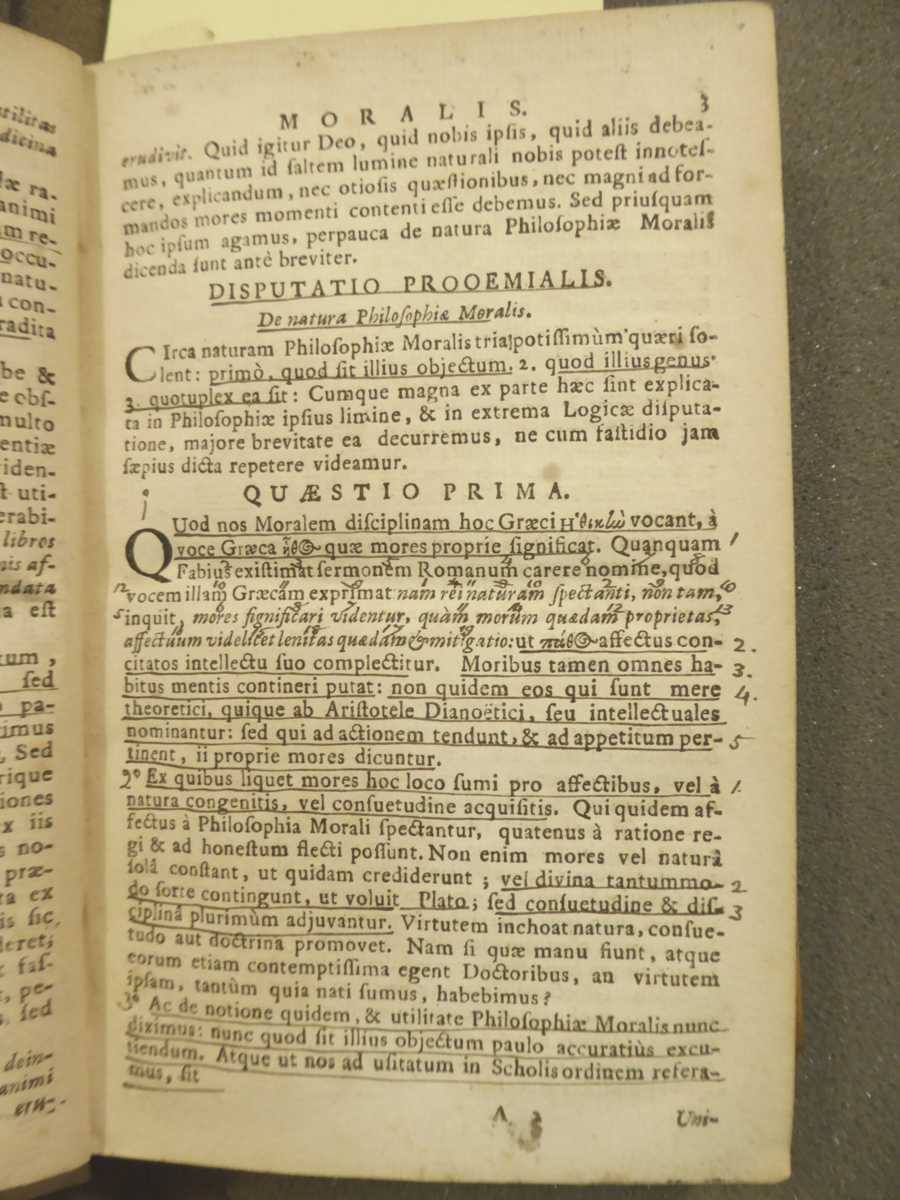 MORALIS. 3
erudivit. Quid igitur Deo, quid nobis ipſis, quid aliis debea-
mus, quantum id ſaltem lumine naturali nobis poteſt innoteſ-
cere, explicandum, nec otioſis quæſtionibus, nec magni ad for-
mandos mores momenti contenti eſſe debemus. Sed priuſquam
hoc ipſum agamus, perpauca de natura Philoſophiæ Moralis
dicenda ſunt antè breviter.
DISPUTATIO PROOEMIALIS.
De natura Philoſophiæ Moralis.
CIrca naturam Philoſophiæ Moralis tria potiſſimùm quæri ſo-
lent: primò, quod ſit illius objectum. 2. quod illius genus.
3. quotuplex ea ſit: Cumque magna ex parte hæc ſint explica-
ta in Philoſophiæ ipſius limine, & in extrema Logicæ diſputa-
tione, majore brevitate ea decurremus, ne cum faſtidio jam
ſæpius dicta repetere videamur.
QUÆSTIO PRIMA.
QUod nos Moralem diſciplinam hoc Græci Η᾽θικὼ vocant, à
voce Græca ἦθος quæ mores proprie ſignificat. Quanquam 1
Fabius exiſtimat ſermonem Romanum carere nomine, quod
vocem illam Græcam exprimat nam rei naturam ſpectanti, non tam,
inquit, mores ſignificari videntur, quàm morum quædam proprietas,
affectuum videlicet lenitas quædam & mitigatio: ut πάθος affectus con- 2.
citatos intellectu ſuo complectitur. Moribus tamen omnes ha- 3.
bitus mentis contineri putat: non quidem eos qui ſunt mere 4.
theoretici, quique ab Ariſtotele Dianoëtici, ſeu intellectuales
nominantur: ſed qui ad actionem tendunt, & ad appetitum per- 5
tinent, ii proprie mores dicuntur.
2° Ex quibus liquet mores hoc loco ſumi pro affectibus, vel à 1.
natura congenitis, vel conſuetudine acquiſitis. Qui quidem af-
fectus à Philoſophia Morali ſpectantur, quatenus à ratione re-
gi & ad honeſtum flecti poſſunt. Non enim mores vel naturâ
ſolâ conſtant, ut quidam crediderunt; vel divina tantummo- 2
do ſorte contingunt, ut voluit Plato; ſed conſuetudine & diſ- 3
ciplinâ plurimùm adjuvantur. Virtutem inchoat natura, conſue-
tudo aut doctrina promovet. Nam ſi quæ manu fiunt, atque
eorum etiam contemptiſſima egent Doctoribus, an virtutem
ipſam, tantùm quia nati ſumus, habebimus?
3° Ac de notione quidem, & utilitate Philoſophiæ Moralis nunc
diximus: nunc quod ſit illius objectum paulo accuratiùs excu-
tiendum. Atque ut nos ad uſitatum in Scholis ordinem refera-
mus, ſit
A Uni-